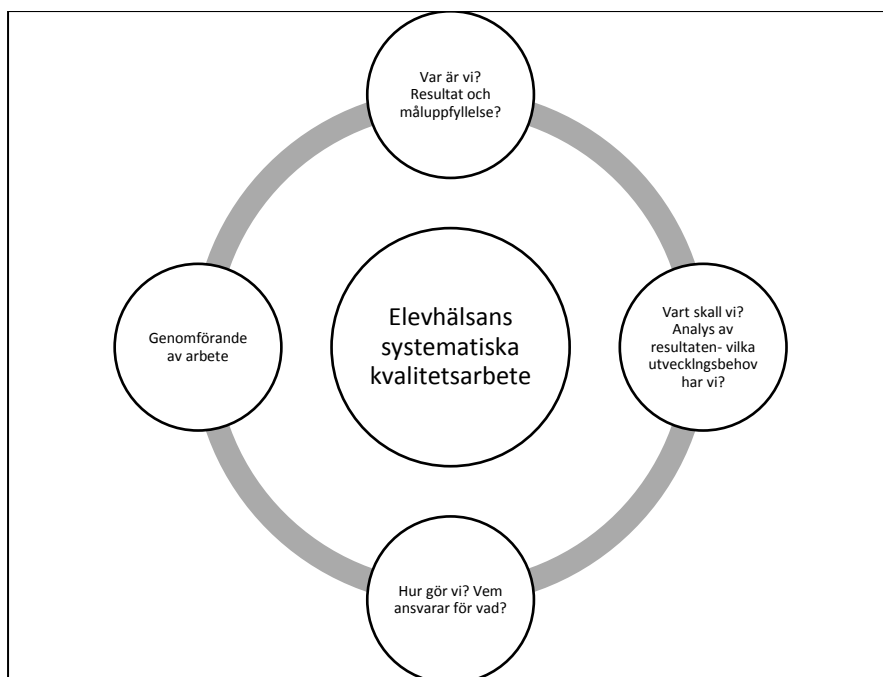 Var är vi?
Resultat och
måluppfyllelse?
Genomförande
av arbete
Elevhälsans
systematiska
kvalitetsarbete
Vart skall vi?
Analys av
resultaten- vilka
utvecklngsbehov
har vi?
Hur gör vi? Vem
ansvarar för vad?